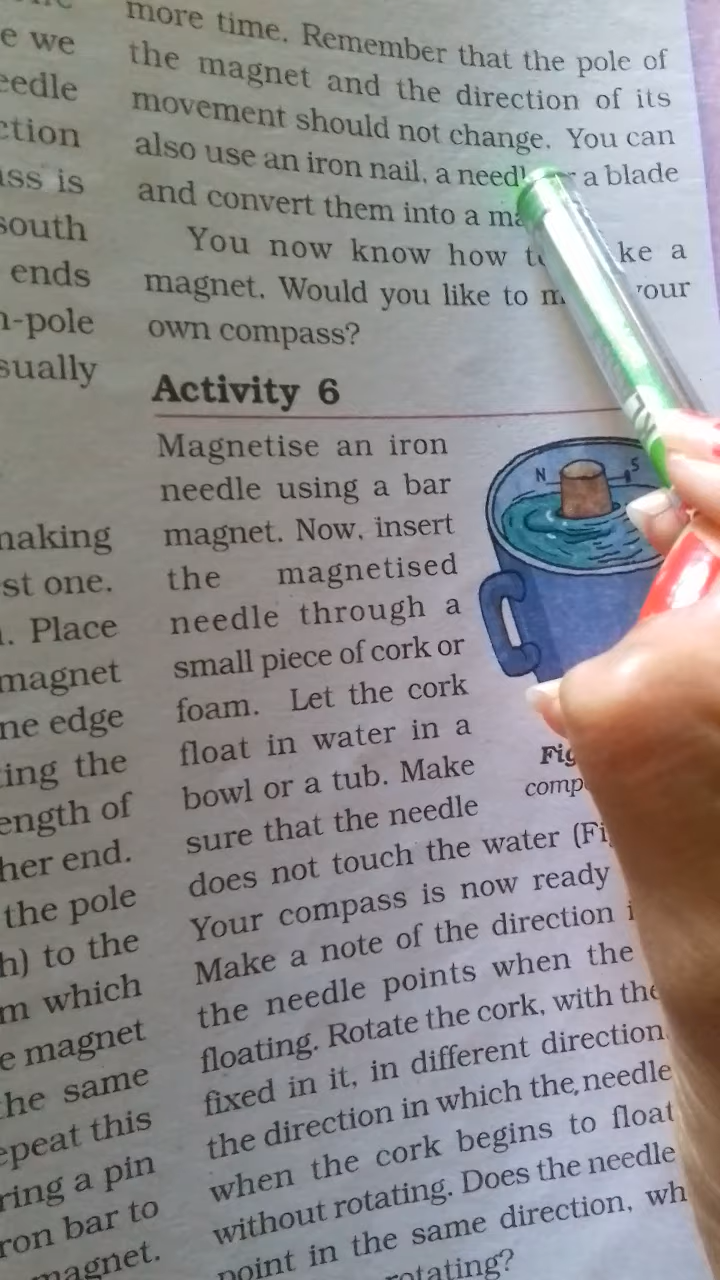 e we
eedle
ction
ass is
south
ends
n-pole
sually
naking
st one.
. Place
magnet
ne edge
ting the
ength of
her end.
the pole
h) to the
m which
e magnet
he same
epeat this
ring a pin
ron bar to
magnet.
more time. Remember that the pole of
the magnet and the direction of its
movement should not change. You can
also use an iron nail, a needl a blade
and convert them into a ma
You now know how t ke a
magnet. Would you like to m your
own compass?
Activity 6
Magnetise an iron
needle using a bar
magnet. Now, insert
the magnetised
needle through a
small piece of cork or
foam. Let the cork
float in water in a
bowl or a tub. Make
sure that the needle
does not touch the water (Fi
Your compass is now ready
Make a note of the direction i
the needle points when the
floating. Rotate the cork, with the
fixed in it, in different direction
the direction in which the needle
when the cork begins to float
without rotating. Does the needle
point in the same direction, wh
rotating?
N S
Fig
comp